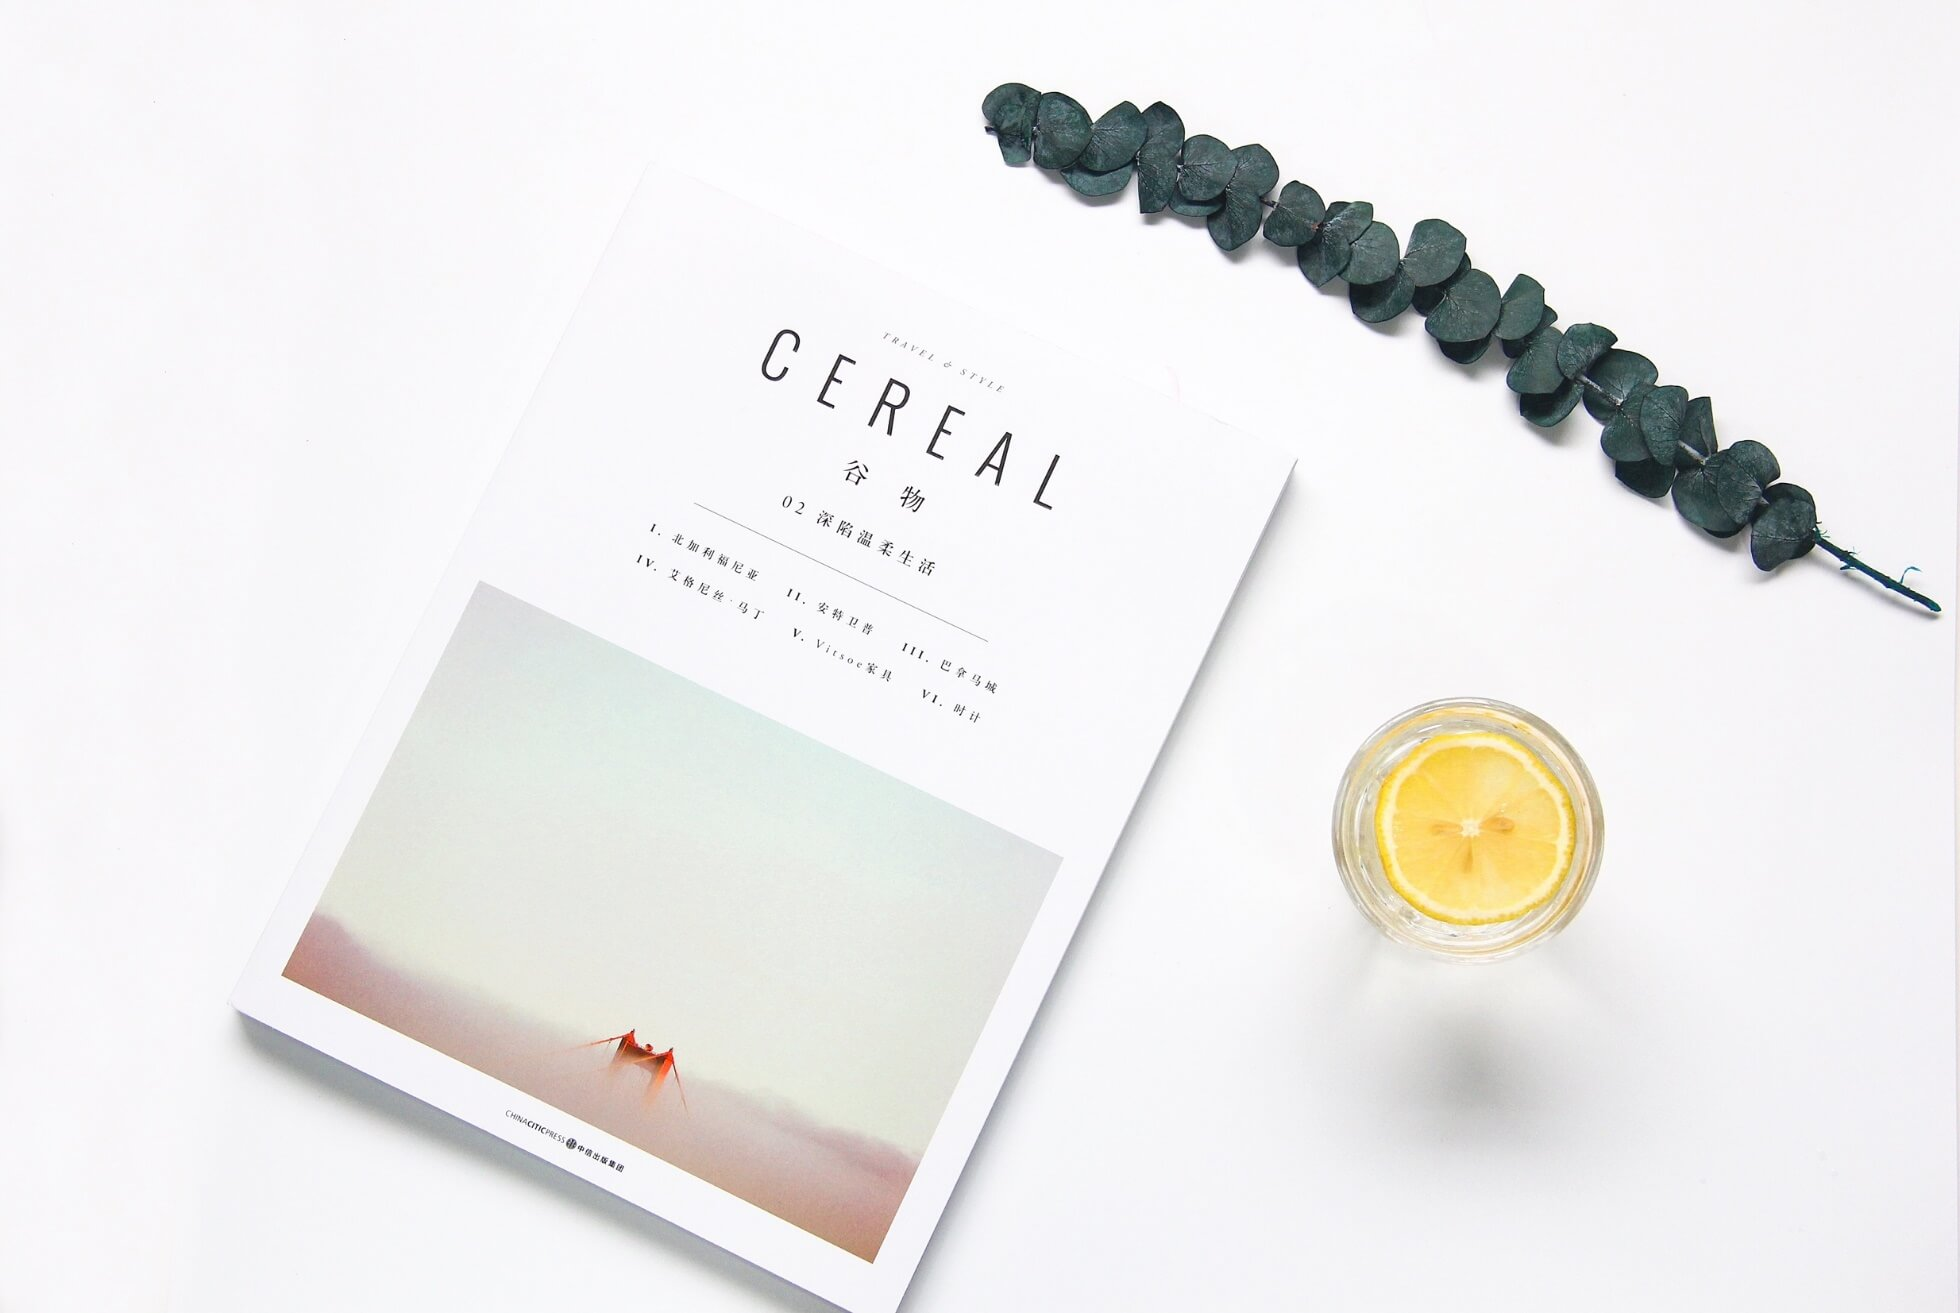 TRAVEL & STYLE
CEREAL
谷物
02 深陷温柔生活
I. 北加利福尼亚 II. 安特卫普 III. 巴拿马城
IV. 艾格尼丝·马丁 V. Vitsoe家具 VI. 时计
CHINACITICPRESS 中信出版集团